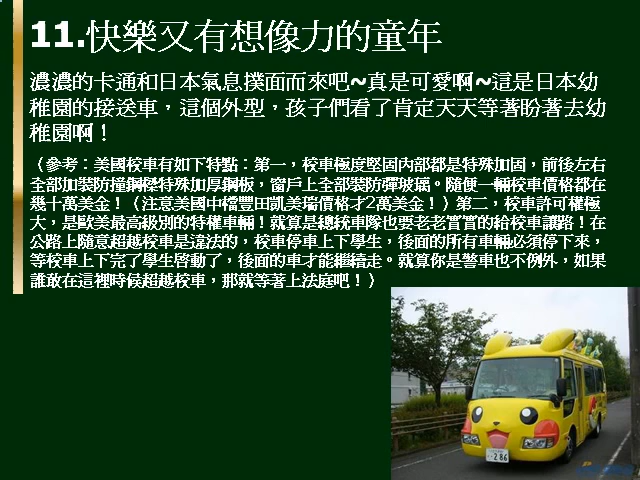 11.快樂又有想像力的童年
濃濃的卡通和日本氣息撲面而來吧~真是可愛啊~這是日本幼
稚園的接送車，這個外型，孩子們看了肯定天天等著盼著去幼
稚園啊！
（參考：美國校車有如下特點：第一，校車極度堅固內部都是特殊加固，前後左右
全部加裝防撞鋼樑特殊加厚鋼板，窗戶上全部裝防彈玻璃。隨便一輛校車價格都在
幾十萬美金！（注意美國中檔豐田凱美瑞價格才2萬美金！）第二，校車許可權極
大，是歐美最高級別的特權車輛！就算是總統車隊也要老老實實的給校車讓路！在
公路上隨意超越校車是違法的，校車停車上下學生，後面的所有車輛必須停下來，
等校車上下完了學生啓動了，後面的車才能繼續走。就算你是警車也不例外，如果
誰敢在這裡時候超越校車，那就等著上法庭吧！）
286